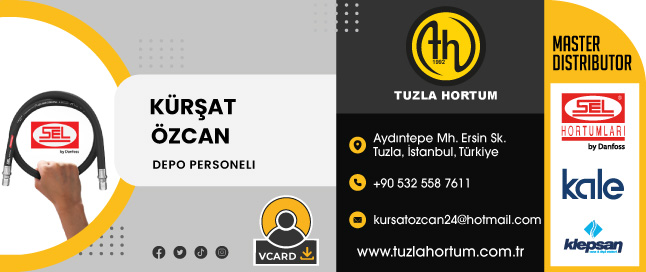 SEL
by Danfoss
KÜRŞAT
ÖZCAN
DEPO PERSONELI
VCARD
th
1992
TUZLA HORTUM
Aydıntepe Mh. Ersin Sk.
Tuzla, İstanbul, Türkiye
+90 532 558 7611
kursatozcan24@hotmail.com
www.tuzlahortum.com.tr
MASTER
DISTRIBUTOR
SEL
HORTUMLARI
by Danfoss
kale
klepsan